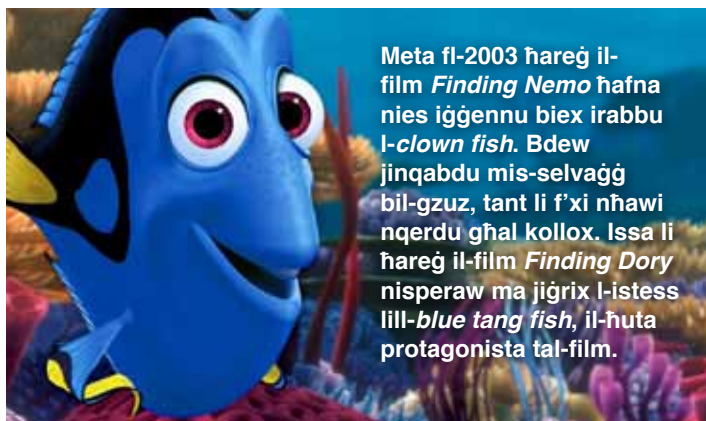 Meta fl-2003 ħareġ il-
film Finding Nemo ħafna
nies iġġennu biex irabbu
l-clown fish. Bdew
jinqabdu mis-selvaġġ
bil-gzuz, tant li f’xi nħawi
nqerdu għal kollox. Issa li
ħareġ il-film Finding Dory
nisperaw ma jiġrix l-istess
lill-blue tang fish, il-ħuta
protagonista tal-film.